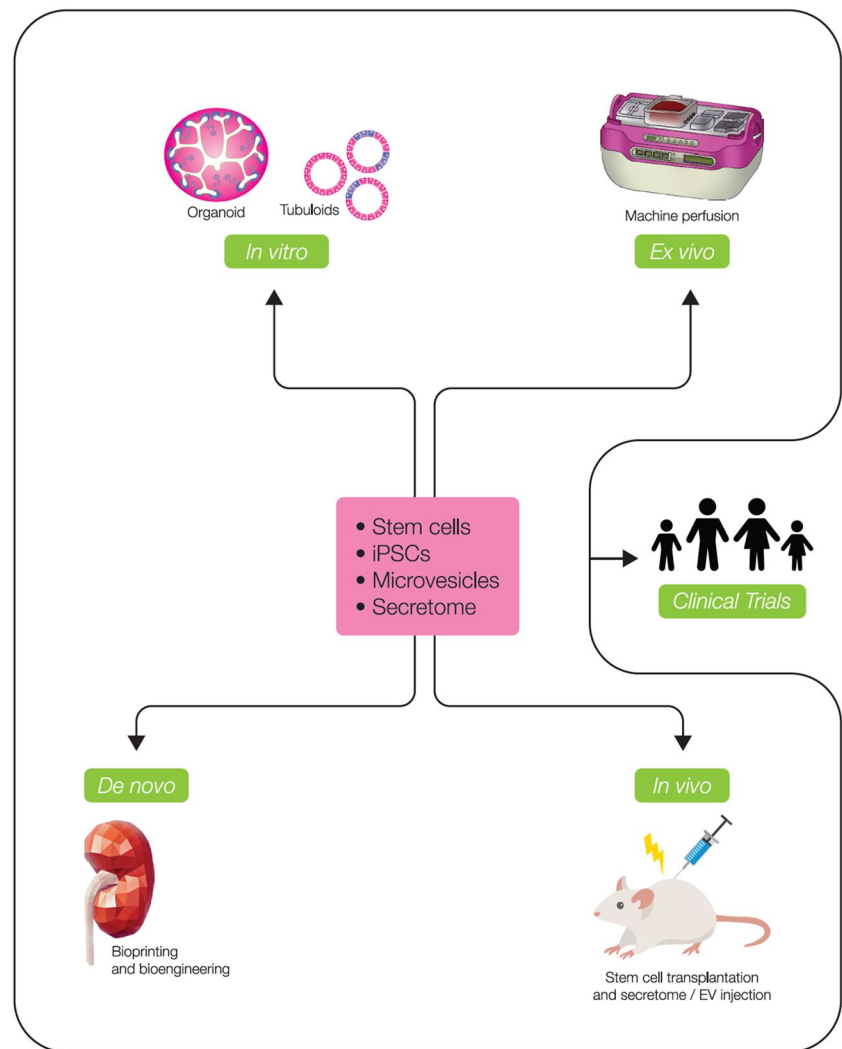 Organoid
Tubuloids
In vitro
Machine perfusion
Ex vivo
• Stem cells
• iPSCs
• Microvesicles
• Secretome
Clinical Trials
De novo
Bioprinting
and bioengineering
In vivo
Stem cell transplantation
and secretome / EV injection